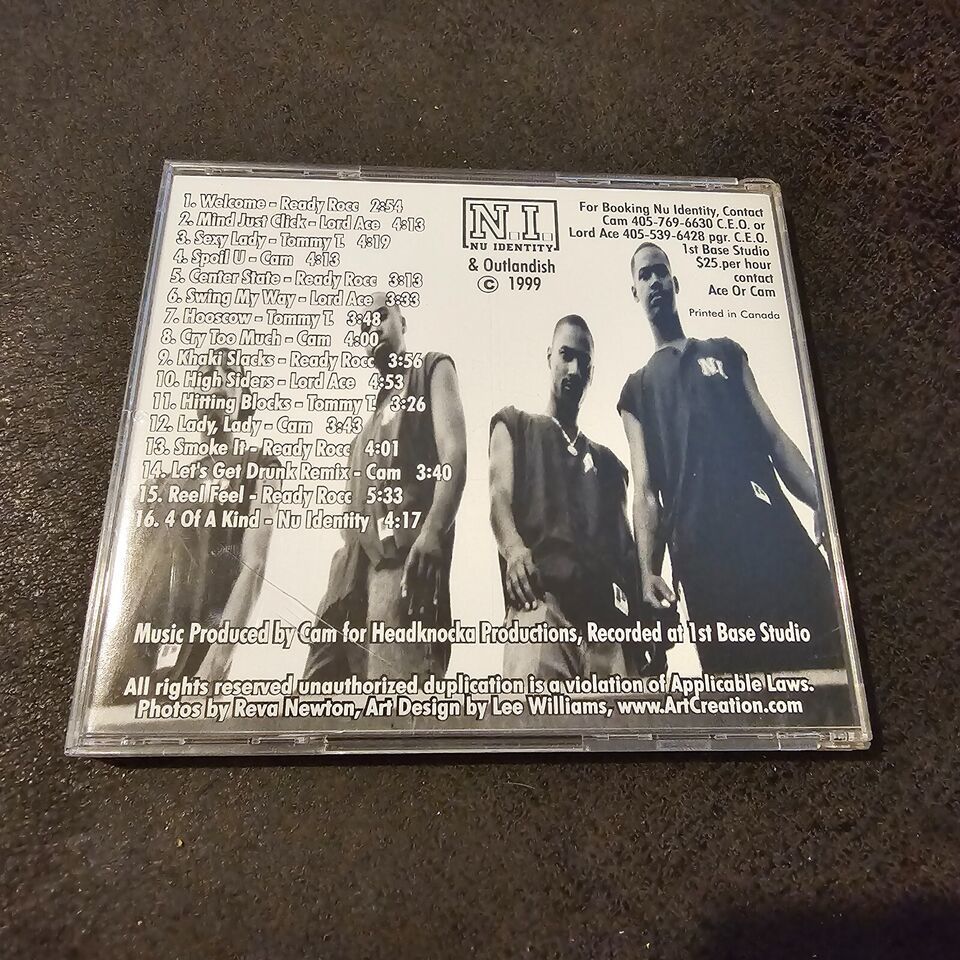 1. Welcome - Ready Rocc 2:54
2. Mind Just Click - Lord Ace 4:13
3. Sexy Lady - Tommy T. 4:19
4. Spoil U - Cam 4:13
5. Center State - Ready Rocc 3:13
6. Swing My Way - Lord Ace 3:33
7. Hooscow - Tommy T. 3:48
8. Cry Too Much - Cam 4:00
9. Khaki Slacks - Ready Rocc 3:56
10. High Siders - Lord Ace 4:53
11. Hitting Blocks - Tommy T. 3:26
12. Lady, Lady - Cam 3:43
13. Smoke It - Ready Rocc 4:01
14. Let's Get Drunk Remix - Cam 3:40
15. Reel Feel - Ready Rocc 5:33
16. 4 Of A Kind - Nu Identity 4:17
N.I.
NU IDENTITY
& Outlandish
© 1999
For Booking Nu Identity, Contact
Cam 405-769-6630 C.E.O. or
Lord Ace 405-539-6428 pgr. C.E.O.
1st Base Studio
$25.per hour
contact
Ace Or Cam
Printed in Canada
N.I.
Music Produced by Cam for Headknocka Productions, Recorded at 1st Base Studio
All rights reserved unauthorized duplication is a violation of Applicable Laws.
Photos by Reva Newton, Art Design by Lee Williams, www.ArtCreation.com